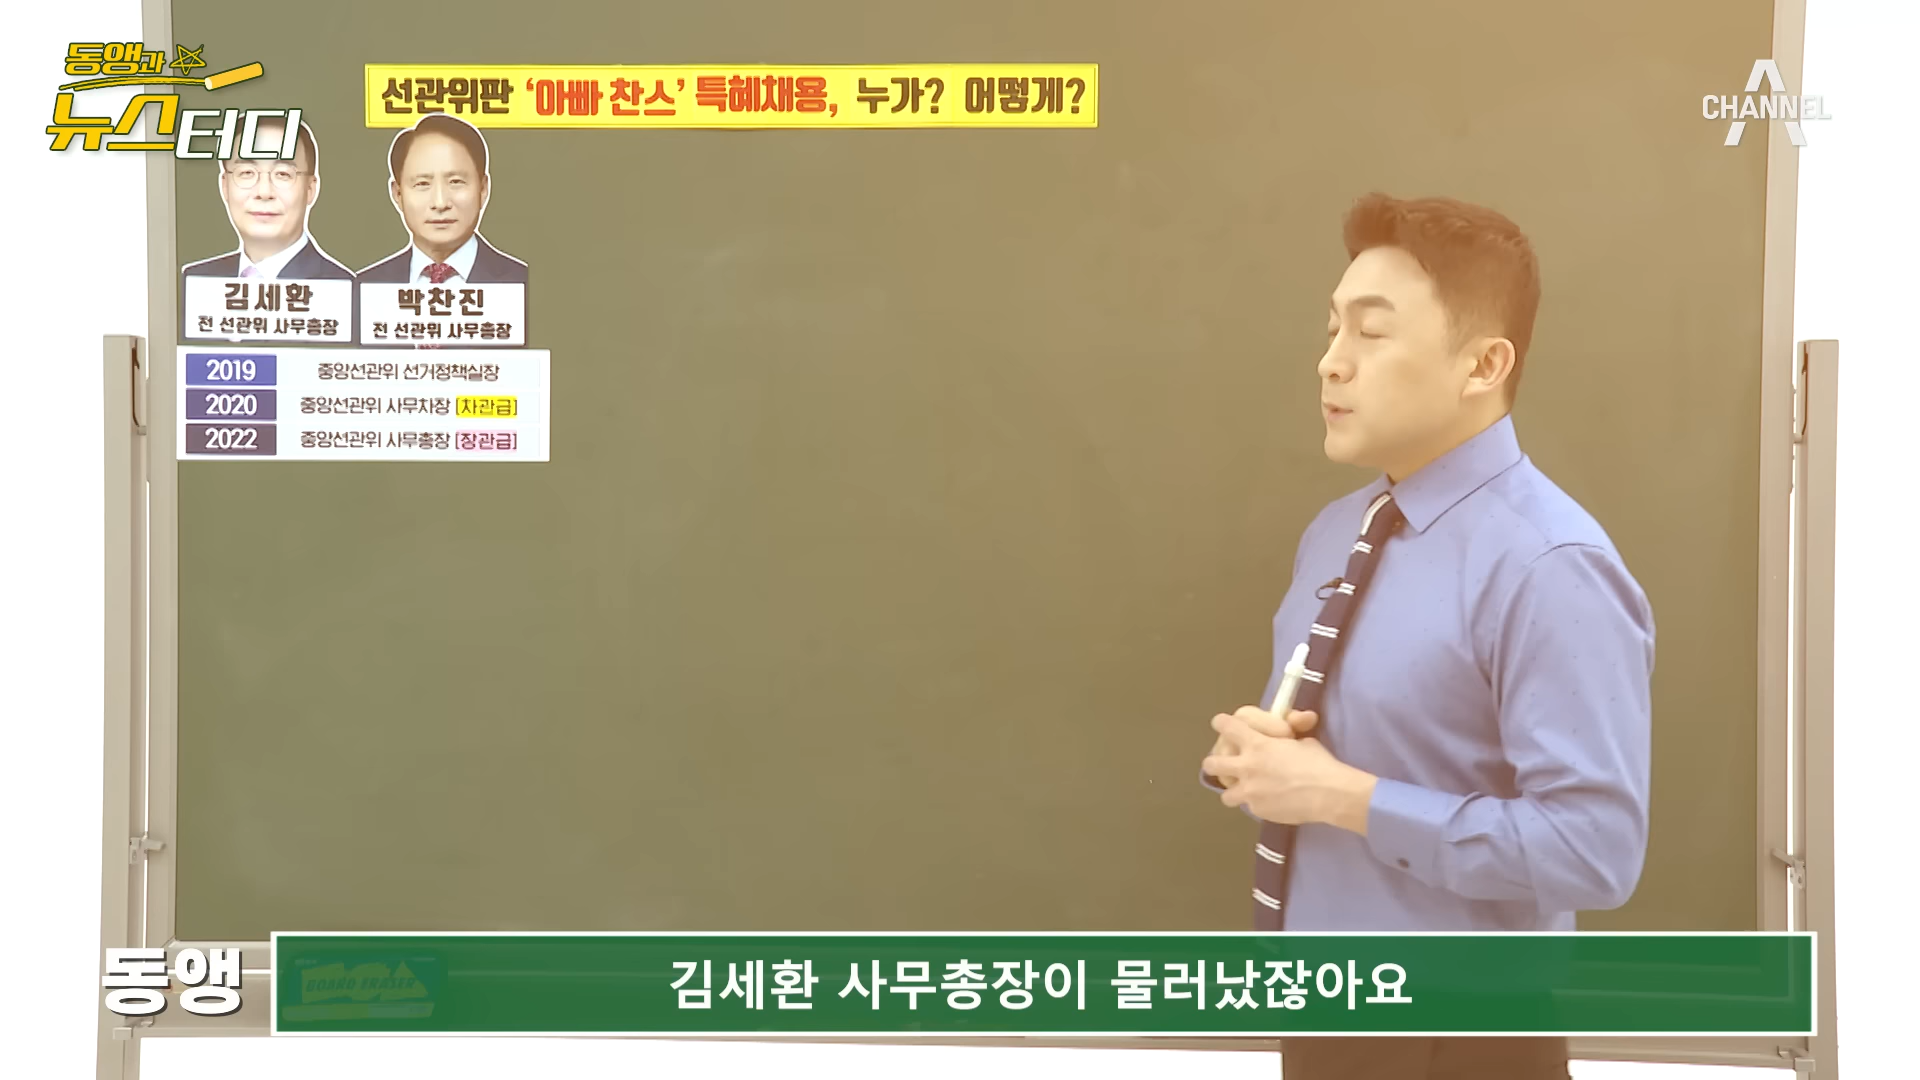 동앵과
뉴스터디
선관위판 ‘아빠 찬스’ 특혜채용, 누가? 어떻게?
CHANNEL A
김세환
전 선관위 사무총장
박찬진
전 선관위 사무총장
2019 중앙선관위 선거정책실장
2020 중앙선관위 사무차장 [차관급]
2022 중앙선관위 사무총장 [장관급]
BOARD ERASER
동앵
김세환 사무총장이 물러났잖아요